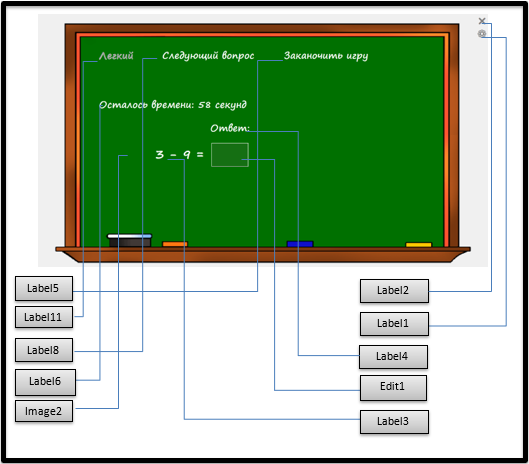 ×
@
Легкий Следующий вопрос Заканочить игру
Осталось времени: 58 секунд
Ответ:
3 - 9 =
Label5
Label11
Label8
Label6
Image2
Label2
Label1
Label4
Edit1
Label3